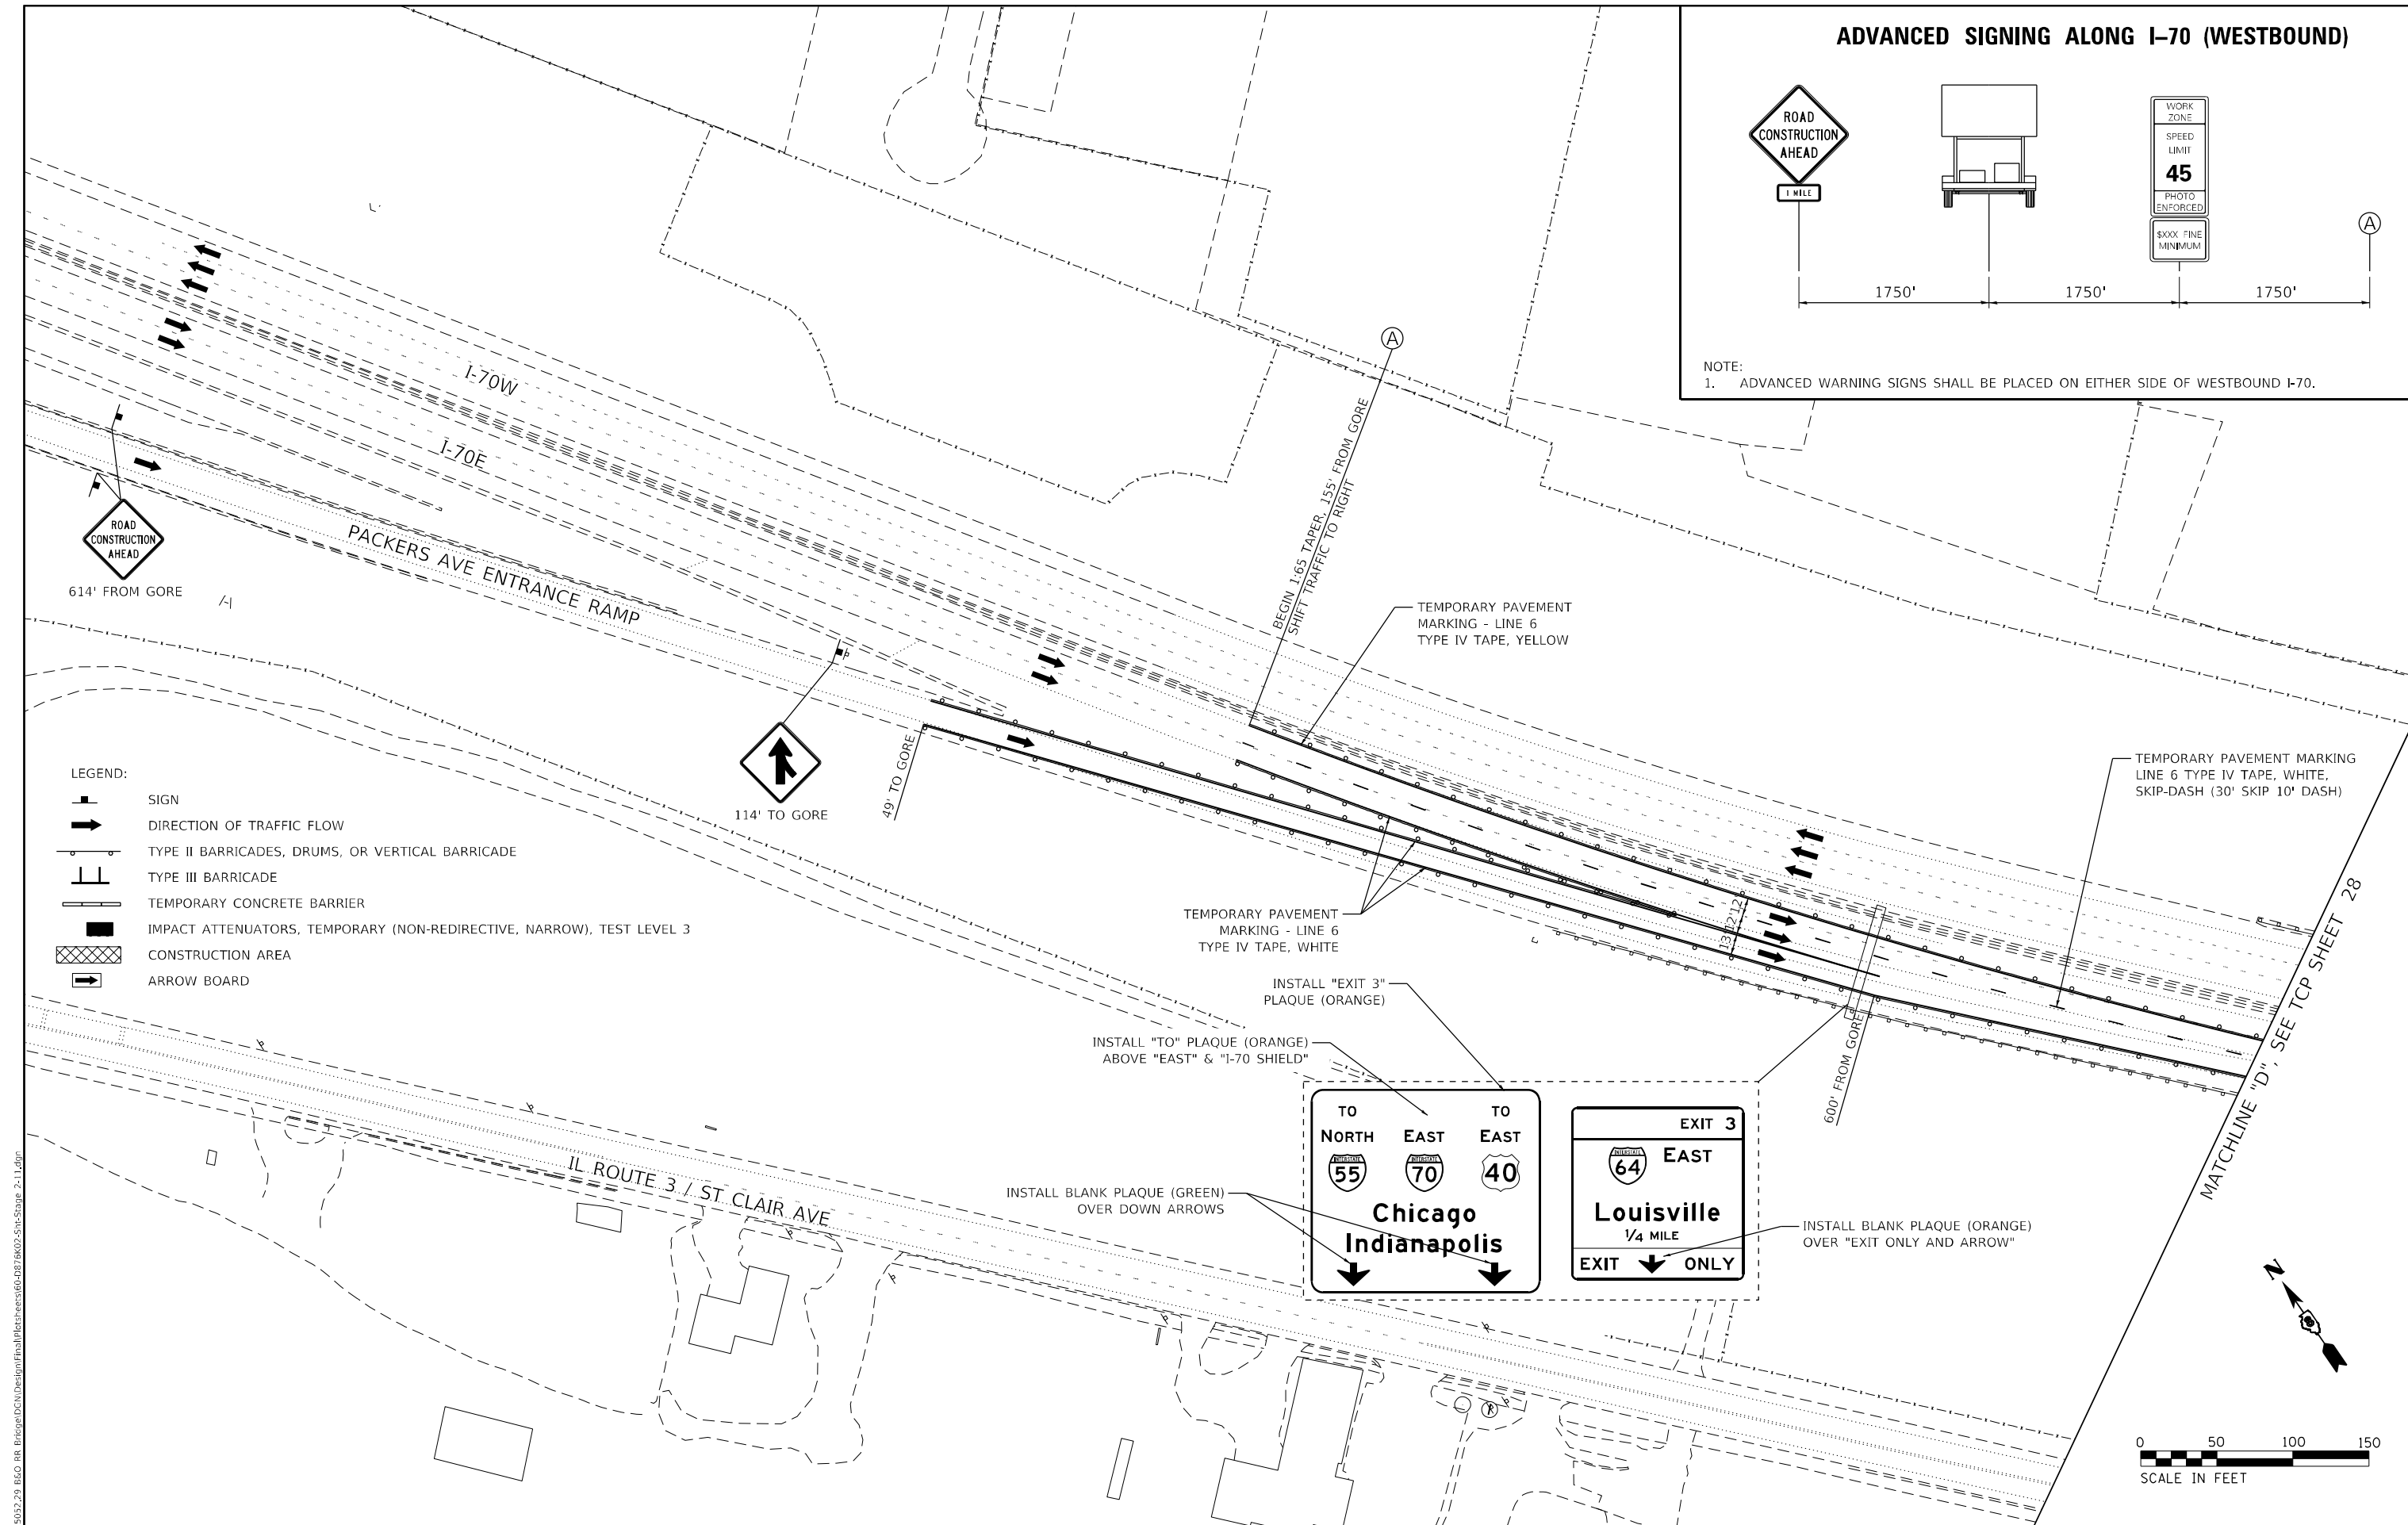 ADVANCED SIGNING ALONG I-70 (WESTBOUND)
ROAD
CONSTRUCTION
AHEAD
1 MILE
WORK
ZONE
SPEED
LIMIT
45
PHOTO
ENFORCED
$XXX FINE
MINIMUM
A
1750'
1750'
1750'
NOTE:
1. ADVANCED WARNING SIGNS SHALL BE PLACED ON EITHER SIDE OF WESTBOUND I-70.
A
I-70W
I-70E
BEGIN 1:65 TAPER, 155' FROM GORE
SHIFT TRAFFIC TO RIGHT
ROAD
CONSTRUCTION
AHEAD
614' FROM GORE
PACKERS AVE ENTRANCE RAMP
TEMPORARY PAVEMENT
MARKING - LINE 6
TYPE IV TAPE, YELLOW
114' TO GORE
49' TO GORE
TEMPORARY PAVEMENT MARKING
LINE 6 TYPE IV TAPE, WHITE,
SKIP-DASH (30' SKIP 10' DASH)
LEGEND:
SIGN
DIRECTION OF TRAFFIC FLOW
TYPE II BARRICADES, DRUMS, OR VERTICAL BARRICADE
TYPE III BARRICADE
TEMPORARY CONCRETE BARRIER
IMPACT ATTENUATORS, TEMPORARY (NON-REDIRECTIVE, NARROW), TEST LEVEL 3
CONSTRUCTION AREA
ARROW BOARD
TEMPORARY PAVEMENT
MARKING - LINE 6
TYPE IV TAPE, WHITE
13'12'12'
INSTALL "EXIT 3"
PLAQUE (ORANGE)
INSTALL "TO" PLAQUE (ORANGE)
ABOVE "EAST" & "I-70 SHIELD"
600' FROM GORE
MATCHLINE "D", SEE TCP SHEET 28
TO TO
NORTH EAST EAST
INTERSTATE INTERSTATE
55 70 40
Chicago
Indianapolis
EXIT 3
INTERSTATE
64 EAST
Louisville
1/4 MILE
EXIT ONLY
INSTALL BLANK PLAQUE (GREEN)
OVER DOWN ARROWS
INSTALL BLANK PLAQUE (ORANGE)
OVER "EXIT ONLY AND ARROW"
IL ROUTE 3 / ST CLAIR AVE
N
0 50 100 150
SCALE IN FEET